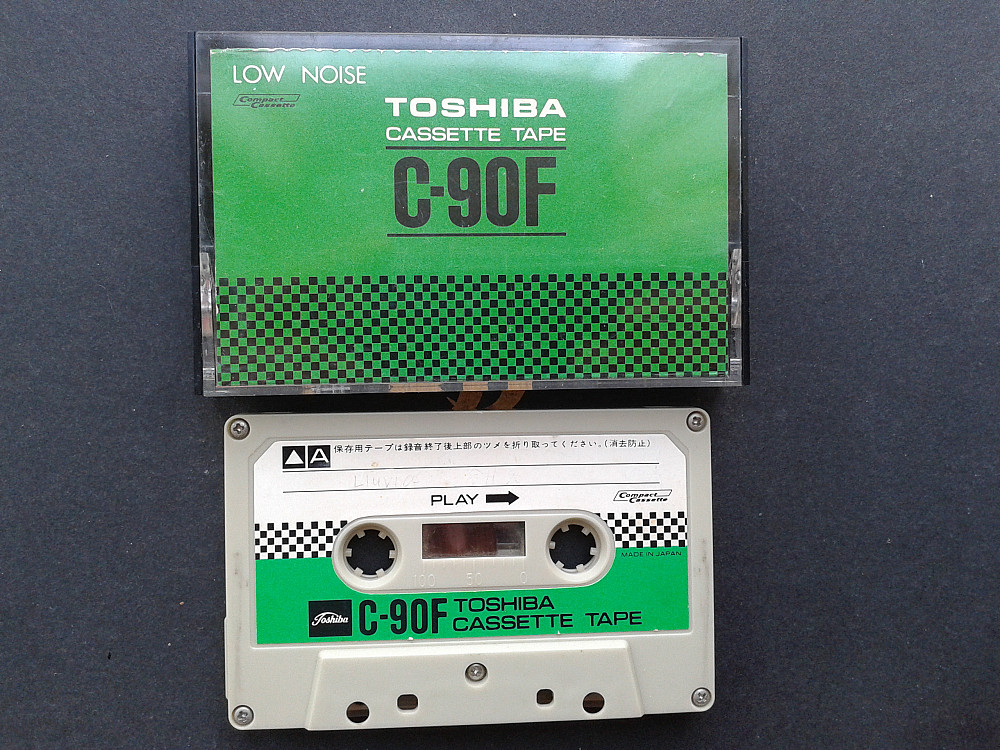 LOW NOISE
Compact Cassette
TOSHIBA
CASSETTE TAPE
C-90F
A 保存用テープは録音終了後上部のツメを折り取ってください。(消去防止)
PLAY
Compact Cassette
MADE IN JAPAN
100 50 0
Toshiba C-90F TOSHIBA
CASSETTE TAPE